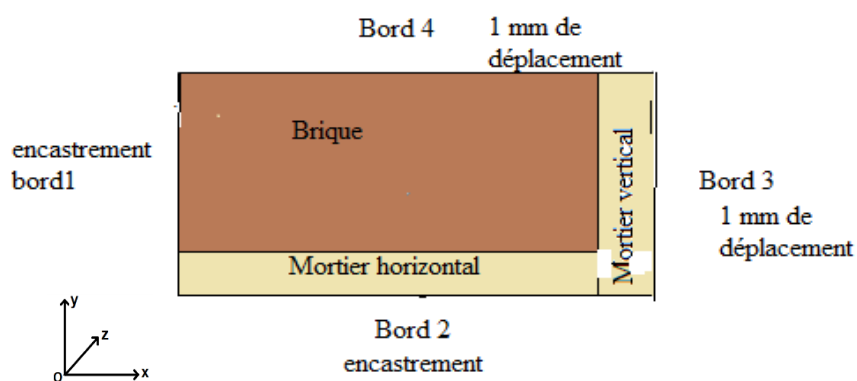 Bord 4
1 mm de
déplacement
Brique
encastrement
bord1
Mortier vertical
Bord 3
1 mm de
déplacement
Mortier horizontal
Bord 2
encastrement
y
z
o
x